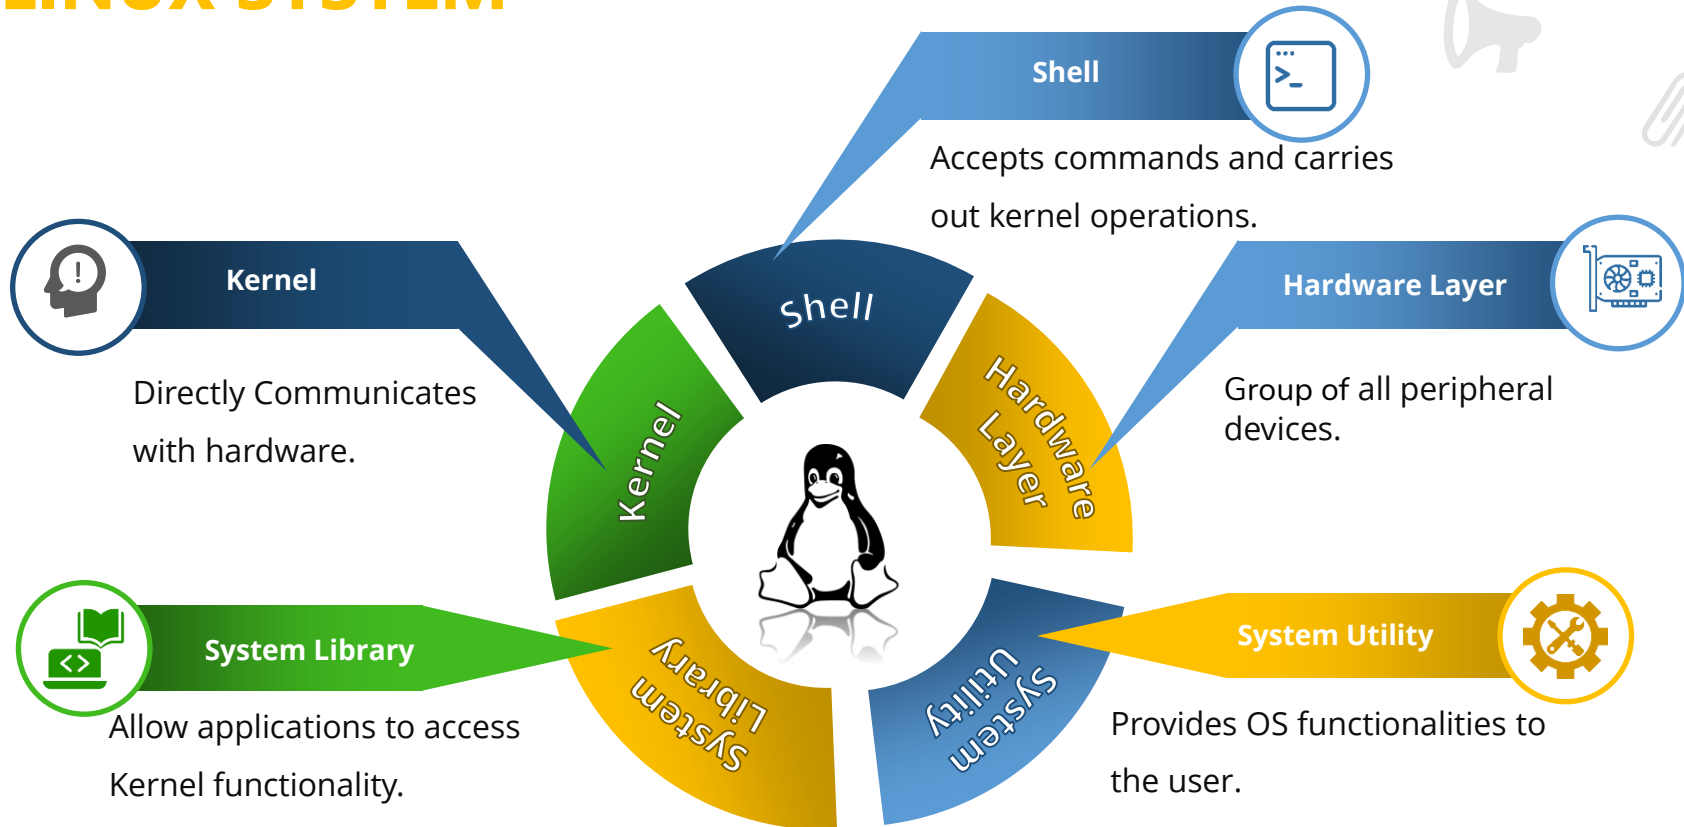 LINUX SYSTEM
Shell
>_
Accepts commands and carries
out kernel operations.
Kernel
Directly Communicates
with hardware.
Hardware Layer
Group of all peripheral
devices.
Shell
Kernel
Hardware
Layer
System Library
Allow applications to access
Kernel functionality.
System
Library
System
Utility
System Utility
Provides OS functionalities to
the user.